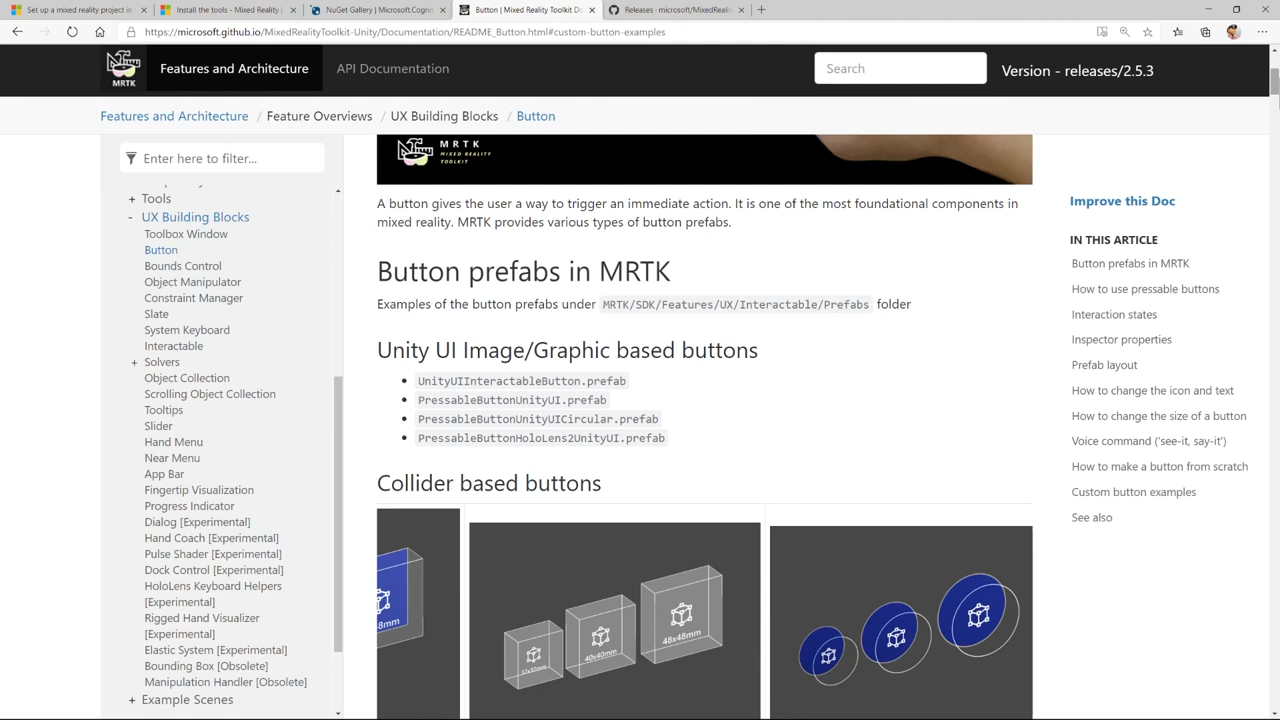 Set up a mixed reality project in
Install the tools - Mixed Reality |
NuGet Gallery | Microsoft.Cognin
Button | Mixed Reality Toolkit Do
Releases · microsoft/MixedRealit
https://microsoft.github.io/MixedRealityToolkit-Unity/Documentation/README_Button.html#custom-button-examples
MRTK
Features and Architecture
API Documentation
Search
Version - releases/2.5.3
Features and Architecture / Feature Overviews / UX Building Blocks / Button
Enter here to filter...
+ Tools
- UX Building Blocks
Toolbox Window
Button
Bounds Control
Object Manipulator
Constraint Manager
Slate
System Keyboard
Interactable
+ Solvers
Object Collection
Scrolling Object Collection
Tooltips
Slider
Hand Menu
Near Menu
App Bar
Fingertip Visualization
Progress Indicator
Dialog [Experimental]
Hand Coach [Experimental]
Pulse Shader [Experimental]
Dock Control [Experimental]
HoloLens Keyboard Helpers
[Experimental]
Rigged Hand Visualizer
[Experimental]
Elastic System [Experimental]
Bounding Box [Obsolete]
Manipulation Handler [Obsolete]
+ Example Scenes
MRTK
MIXED REALITY
TOOLKIT
A button gives the user a way to trigger an immediate action. It is one of the most foundational components in
mixed reality. MRTK provides various types of button prefabs.
Button prefabs in MRTK
Examples of the button prefabs under MRTK/SDK/Features/UX/Interactable/Prefabs folder
Unity UI Image/Graphic based buttons
• UnityUIInteractableButton.prefab
• PressableButtonUnityUI.prefab
• PressableButtonUnityUICircular.prefab
• PressableButtonHoloLens2UnityUI.prefab
Collider based buttons
8mm
32x32mm
40x40mm
48x48mm
Improve this Doc
IN THIS ARTICLE
Button prefabs in MRTK
How to use pressable buttons
Interaction states
Inspector properties
Prefab layout
How to change the icon and text
How to change the size of a button
Voice command ('see-it, say-it')
How to make a button from scratch
Custom button examples
See also